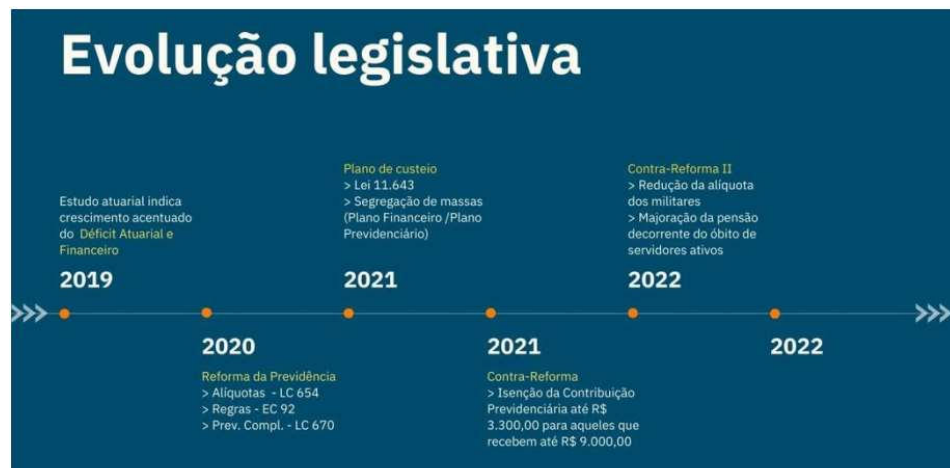 Evolução legislativa
Estudo atuarial indica
crescimento acentuado
do Déficit Atuarial e
Financeiro
2019
2020
Reforma da Previdência
> Alíquotas - LC 654
> Regras - EC 92
> Prev. Compl. - LC 670
Plano de custeio
> Lei 11.643
> Segregação de massas
(Plano Financeiro /Plano
Previdenciário)
2021
2021
Contra-Reforma
> Isenção da Contribuição
Previdenciária até R$
3.300,00 para aqueles que
recebem até R$ 9.000,00
Contra-Reforma II
> Redução da alíquota
dos militares
> Majoração da pensão
decorrente do óbito de
servidores ativos
2022
2022